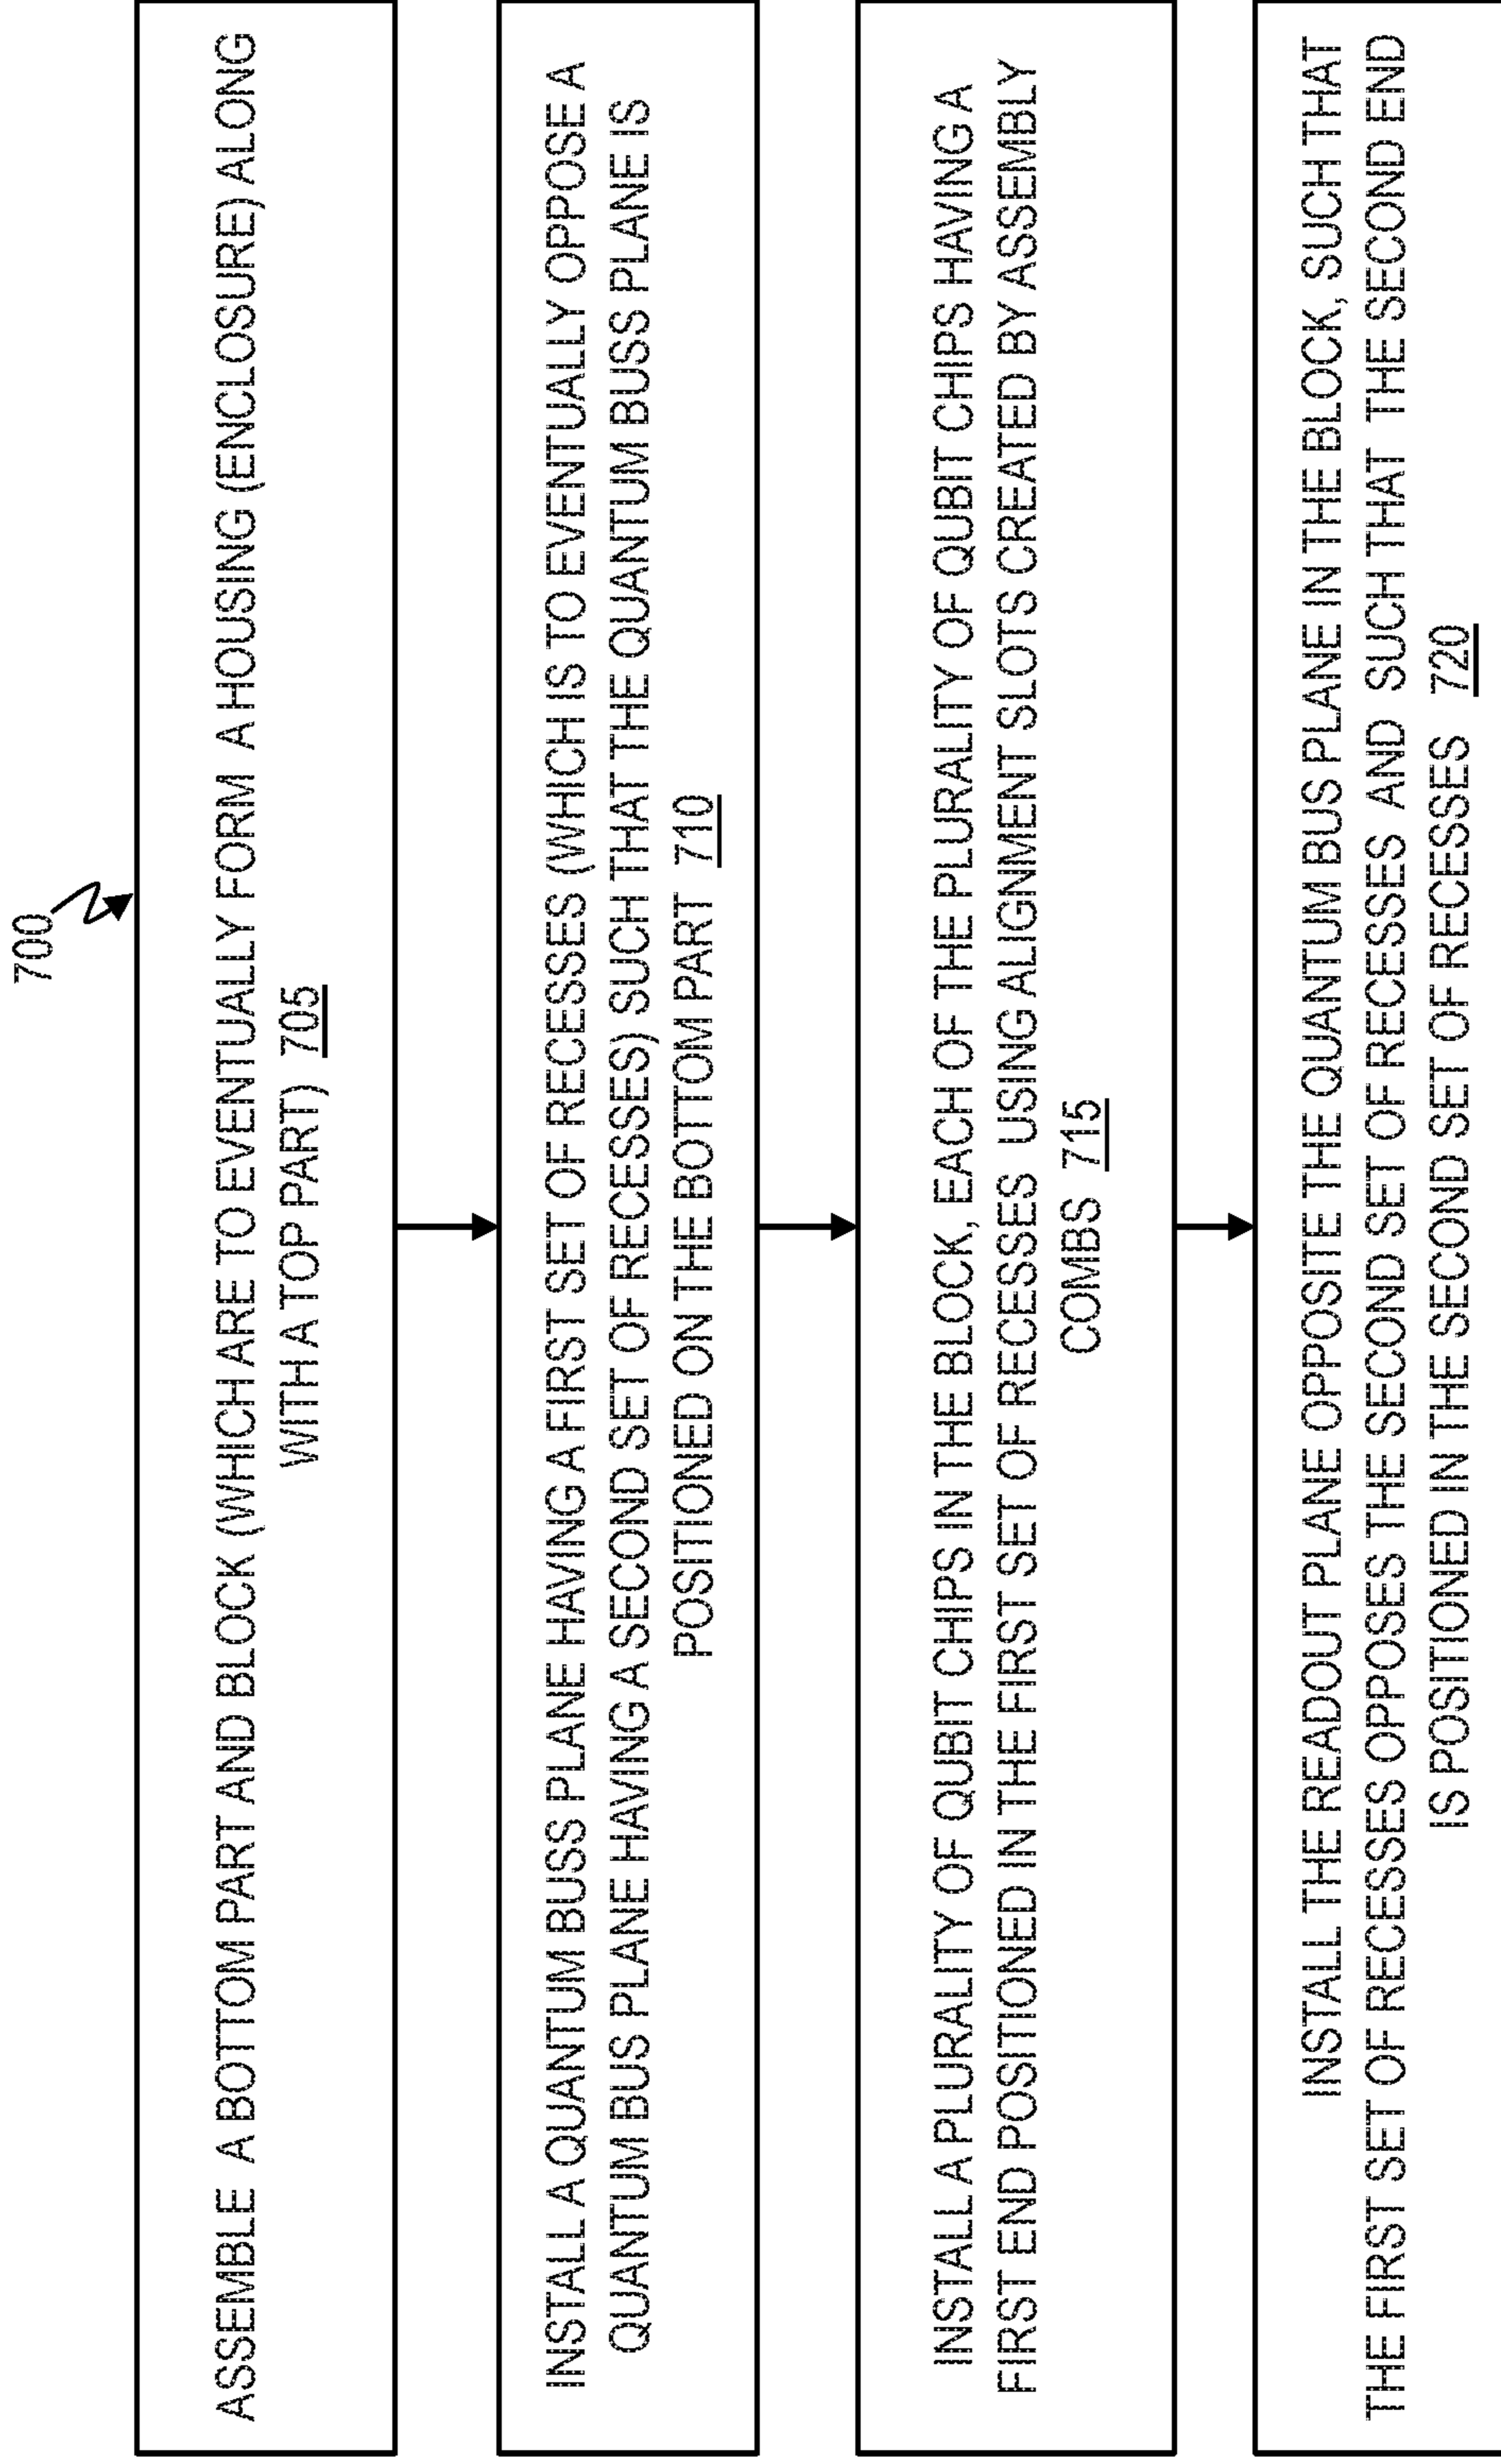 700
ASSEMBLE A BOTTOM PART AND BLOCK (WHICH ARE TO EVENTUALLY FORM A HOUSING (ENCLOSURE) ALONG
WITH A TOP PART) 705
INSTALL A QUANTUM BUSS PLANE HAVING A FIRST SET OF RECESSES (WHICH IS TO EVENTUALLY OPPOSE A
QUANTUM BUS PLANE HAVING A SECOND SET OF RECESSES) SUCH THAT THE QUANTUM BUSS PLANE IS
POSITIONED ON THE BOTTOM PART 710
INSTALL A PLURALITY OF QUBIT CHIPS IN THE BLOCK, EACH OF THE PLURALITY OF QUBIT CHIPS HAVING A
FIRST END POSITIONED IN THE FIRST SET OF RECESSES USING ALIGNMENT SLOTS CREATED BY ASSEMBLY
COMBS 715
INSTALL THE READOUT PLANE OPPOSITE THE QUANTUM BUS PLANE IN THE BLOCK, SUCH THAT
THE FIRST SET OF RECESSES OPPOSES THE SECOND SET OF RECESSES AND SUCH THAT THE SECOND END
IS POSITIONED IN THE SECOND SET OF RECESSES 720